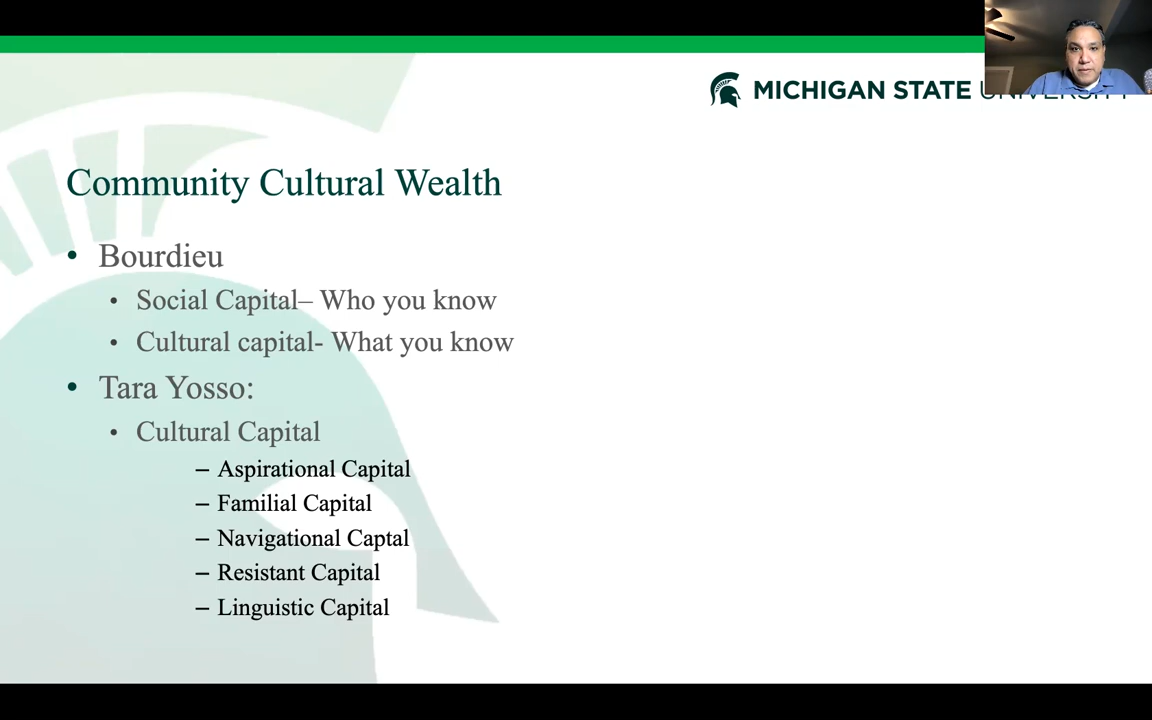 MICHIGAN STATE UNIVERSITY
Community Cultural Wealth
• Bourdieu
• Social Capital– Who you know
• Cultural capital- What you know
• Tara Yosso:
• Cultural Capital
– Aspirational Capital
– Familial Capital
– Navigational Captal
– Resistant Capital
– Linguistic Capital